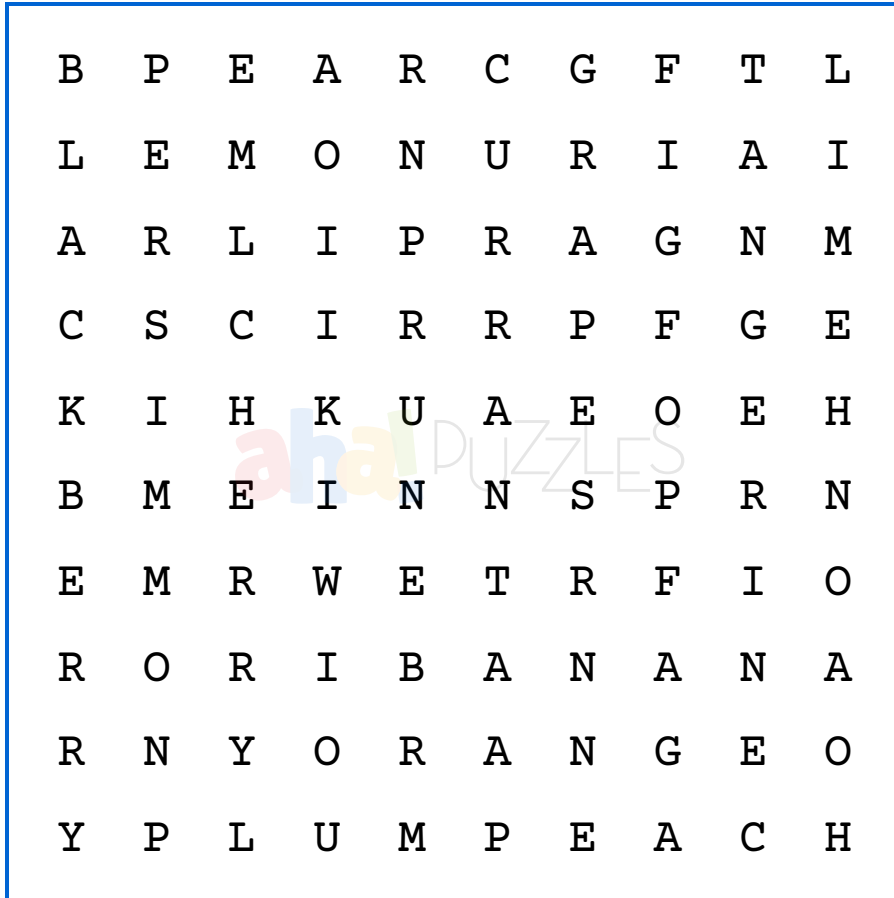 B P E A R C G F T L
L E M O N U R I A I
A R L I P R A G N M
C S C I R R P F G E
K I H K U A E O E H
aha! PUZZLES
B M E I N N S P R N
E M R W E T R F I O
R O R I B A N A N A
R N Y O R A N G E O
Y P L U M P E A C H